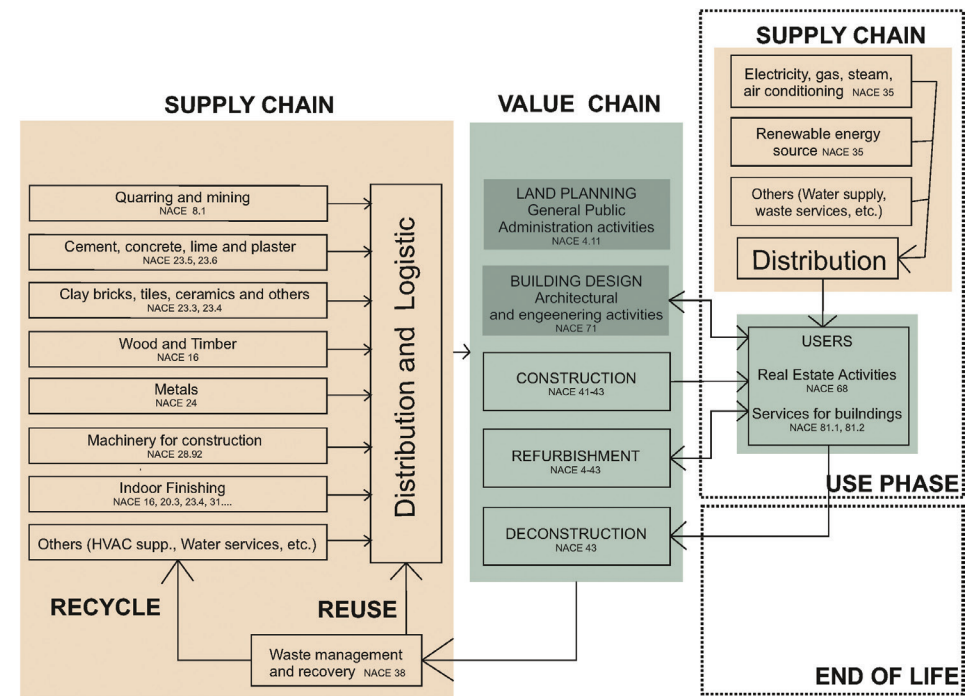 SUPPLY CHAIN
Quarring and mining
NACE 8.1
Cement, concrete, lime and plaster
NACE 23.5, 23.6
Clay bricks, tiles, ceramics and others
NACE 23.3, 23.4
Wood and Timber
NACE 16
Metals
NACE 24
Machinery for construction
NACE 28.92
Indoor Finishing
NACE 16, 20.3, 23.4, 31....
Others (HVAC supp., Water services, etc.)
Distribution and Logistic
RECYCLE
REUSE
Waste management
and recovery NACE 38
VALUE CHAIN
LAND PLANNING
General Public
Administration activities
NACE 4.11
BUILDING DESIGN
Architectural
and engeenering activities
NACE 71
CONSTRUCTION
NACE 41-43
REFURBISHMENT
NACE 4-43
DECONSTRUCTION
NACE 43
SUPPLY CHAIN
Electricity, gas, steam,
air conditioning NACE 35
Renewable energy
source NACE 35
Others (Water supply,
waste services, etc.)
Distribution
USERS
Real Estate Activities
NACE 68
Services for builndings
NACE 81.1, 81.2
USE PHASE
END OF LIFE